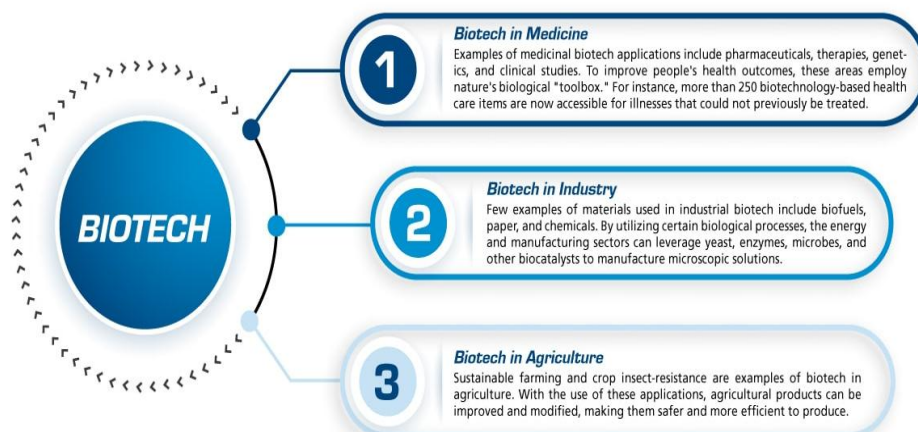 BIOTECH
1
Biotech in Medicine
Examples of medicinal biotech applications include pharmaceuticals, therapies, genet-
ics, and clinical studies. To improve people's health outcomes, these areas employ
nature's biological "toolbox." For instance, more than 250 biotechnology-based health
care items are now accessible for illnesses that could not previously be treated.
2
Biotech in Industry
Few examples of materials used in industrial biotech include biofuels,
paper, and chemicals. By utilizing certain biological processes, the energy
and manufacturing sectors can leverage yeast, enzymes, microbes, and
other biocatalysts to manufacture microscopic solutions.
3
Biotech in Agriculture
Sustainable farming and crop insect-resistance are examples of biotech in
agriculture. With the use of these applications, agricultural products can be
improved and modified, making them safer and more efficient to produce.